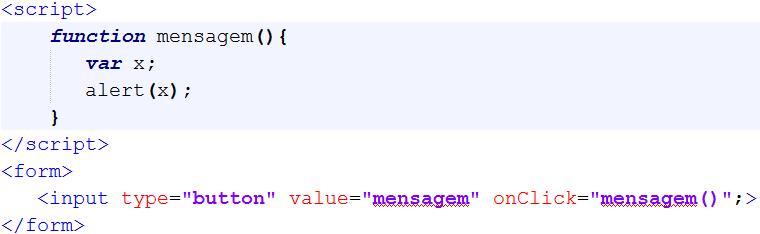 <script>
function mensagem(){
var x;
alert(x);
}
</script>
<form>
<input type="button" value="mensagem" onClick="mensagem()";>
</form>